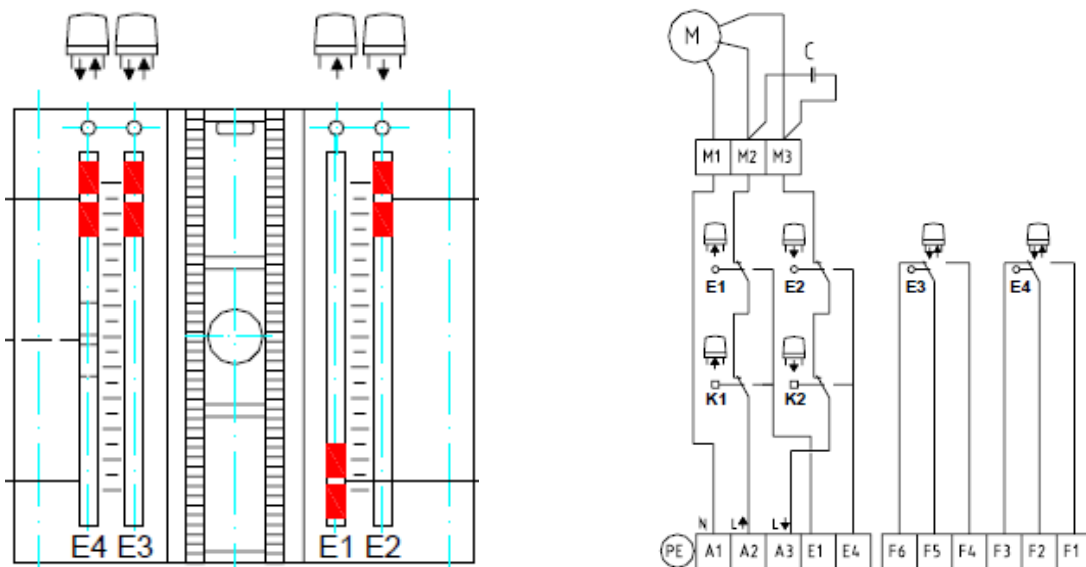 E4 E3 E1 E2
M
C
M1 M2 M3
E1 E2 E3 E4
K1 K2
N L L
PE A1 A2 A3 E1 E4 F6 F5 F4 F3 F2 F1